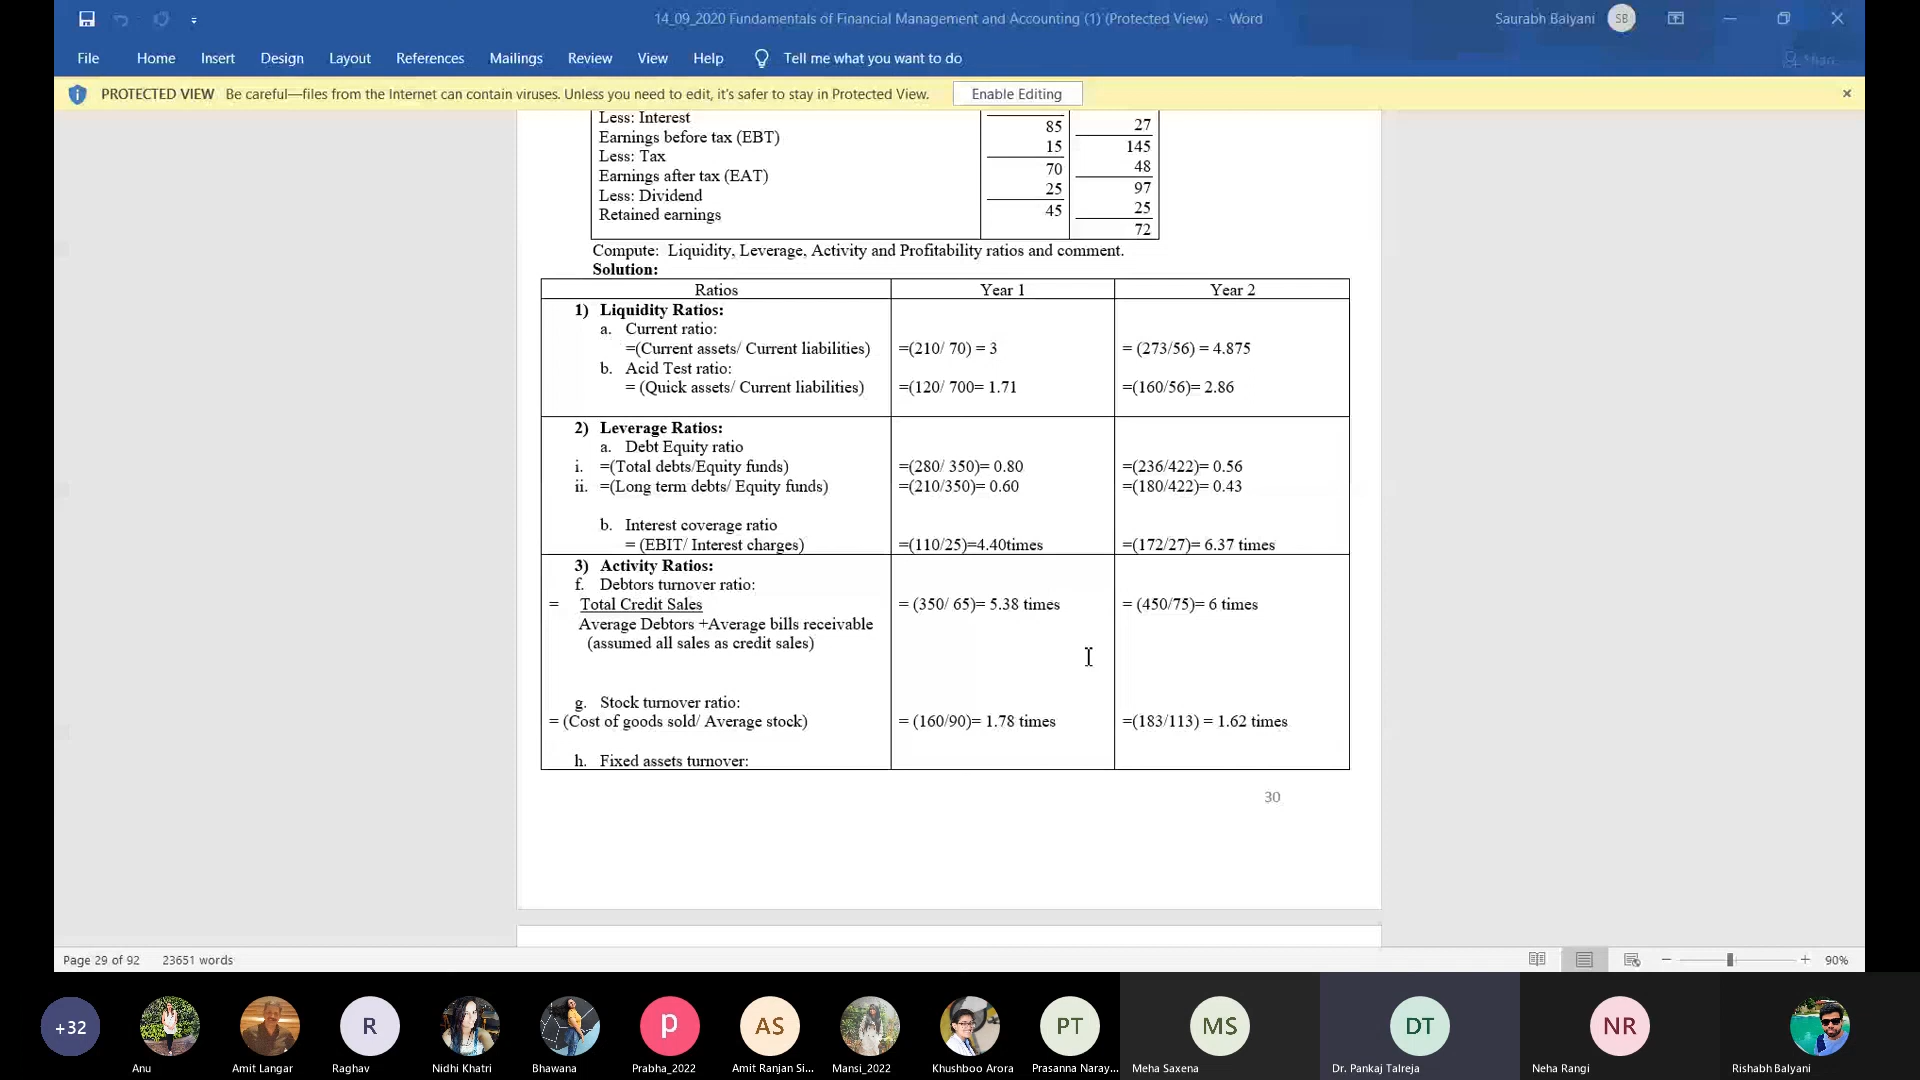 14_09_2020 Fundamentals of Financial Management and Accounting (1) (Protected View) - Word
Saurabh Balyani SB
File Home Insert Design Layout References Mailings Review View Help Tell me what you want to do Share
PROTECTED VIEW Be careful—files from the Internet can contain viruses. Unless you need to edit, it's safer to stay in Protected View. Enable Editing
Less: Interest 27
Earnings before tax (EBT) 85 145
Less: Tax 15 48
Earnings after tax (EAT) 70 97
Less: Dividend 25 25
Retained earnings 45 72
Compute: Liquidity, Leverage, Activity and Profitability ratios and comment.
Solution:
Ratios Year 1 Year 2
1) Liquidity Ratios:
a. Current ratio:
=(Current assets/ Current liabilities) =(210/ 70) = 3 = (273/56) = 4.875
b. Acid Test ratio:
= (Quick assets/ Current liabilities) =(120/ 700= 1.71 =(160/56)= 2.86
2) Leverage Ratios:
a. Debt Equity ratio
i. =(Total debts/Equity funds) =(280/ 350)= 0.80 =(236/422)= 0.56
ii. =(Long term debts/ Equity funds) =(210/350)= 0.60 =(180/422)= 0.43
b. Interest coverage ratio
= (EBIT/ Interest charges) =(110/25)=4.40times =(172/27)= 6.37 times
3) Activity Ratios:
f. Debtors turnover ratio:
= Total Credit Sales = (350/ 65)= 5.38 times = (450/75)= 6 times
Average Debtors +Average bills receivable
(assumed all sales as credit sales)
g. Stock turnover ratio:
= (Cost of goods sold/ Average stock) = (160/90)= 1.78 times =(183/113) = 1.62 times
h. Fixed assets turnover:
30
Page 29 of 92 23651 words 90%
+32 R p AS PT MS DT NR
Anu Amit Langar Raghav Nidhi Khatri Bhawana Prabha_2022 Amit Ranjan Si... Mansi_2022 Khushboo Arora Prasanna Naray... Meha Saxena Dr. Pankaj Talreja Neha Rangi Rishabh Balyani